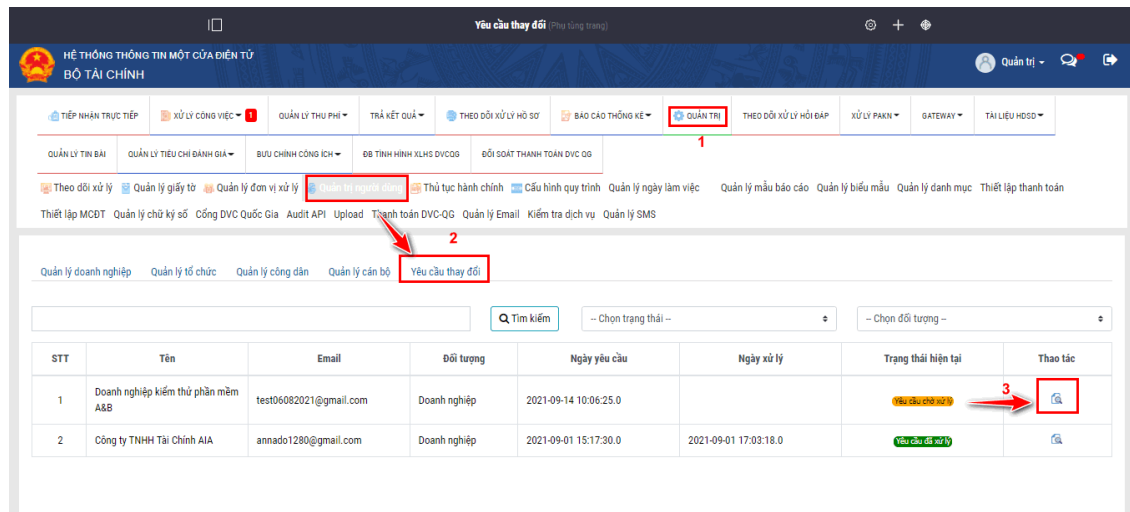 Yêu cầu thay đổi (Phụ tùng trang)
HỆ THỐNG THÔNG TIN MỘT CỬA ĐIỆN TỬ
BỘ TÀI CHÍNH
Quản trị
TIẾP NHẬN TRỰC TIẾP XỬ LÝ CÔNG VIỆC 1 QUẢN LÝ THU PHÍ TRẢ KẾT QUẢ THEO DÕI XỬ LÝ HỒ SƠ BÁO CÁO THỐNG KÊ QUẢN TRỊ THEO DÕI XỬ LÝ HỎI ĐÁP XỬ LÝ PAKN GATEWAY TÀI LIỆU HDSD
1
QUẢN LÝ TIN BÀI QUẢN LÝ TIÊU CHÍ ĐÁNH GIÁ BƯU CHÍNH CÔNG ÍCH ĐB TÌNH HÌNH XLHS DVCQG ĐỐI SOÁT THANH TOÁN DVC QG
Theo dõi xử lý Quản lý giấy tờ Quản lý đơn vị xử lý Quản trị người dùng Thủ tục hành chính Cấu hình quy trình Quản lý ngày làm việc Quản lý mẫu báo cáo Quản lý biểu mẫu Quản lý danh mục Thiết lập thanh toán
Thiết lập MCĐT Quản lý chữ ký số Cổng DVC Quốc Gia Audit API Upload Thanh toán DVC-QG Quản lý Email Kiểm tra dịch vụ Quản lý SMS
2
Quản lý doanh nghiệp Quản lý tổ chức Quản lý công dân Quản lý cán bộ Yêu cầu thay đổi
Tìm kiếm -- Chọn trạng thái -- -- Chọn đối tượng --
STT Tên Email Đối tượng Ngày yêu cầu Ngày xử lý Trạng thái hiện tại Thao tác
3
1 Doanh nghiệp kiểm thử phần mềm A&B test06082021@gmail.com Doanh nghiệp 2021-09-14 10:06:25.0 Yêu cầu chờ xử lý
2 Công ty TNHH Tài Chính AIA annado1280@gmail.com Doanh nghiệp 2021-09-01 15:17:30.0 2021-09-01 17:03:18.0 Yêu cầu đã xử lý